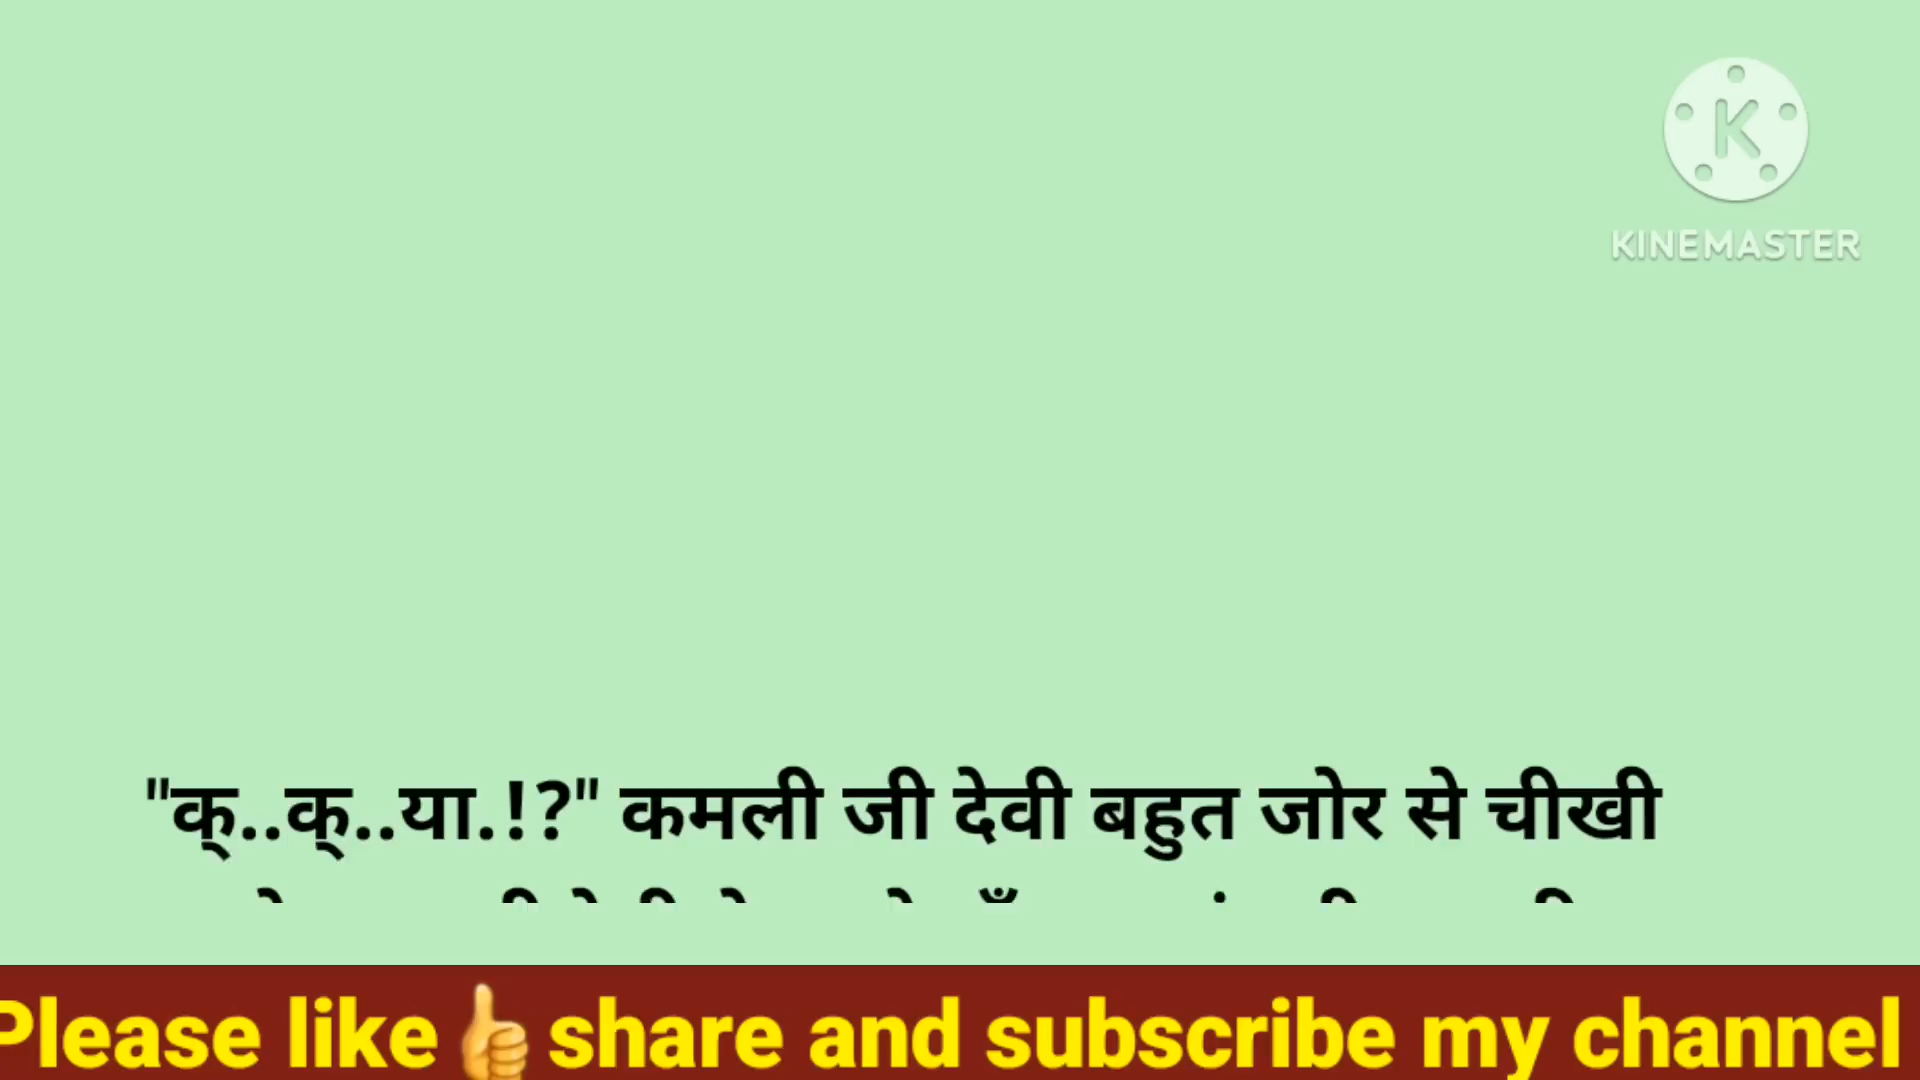 KINEMASTER
"क्..क्..या.!?" कमली जी देवी बहुत जोर से चीखी
Please like👍share and subscribe my channel